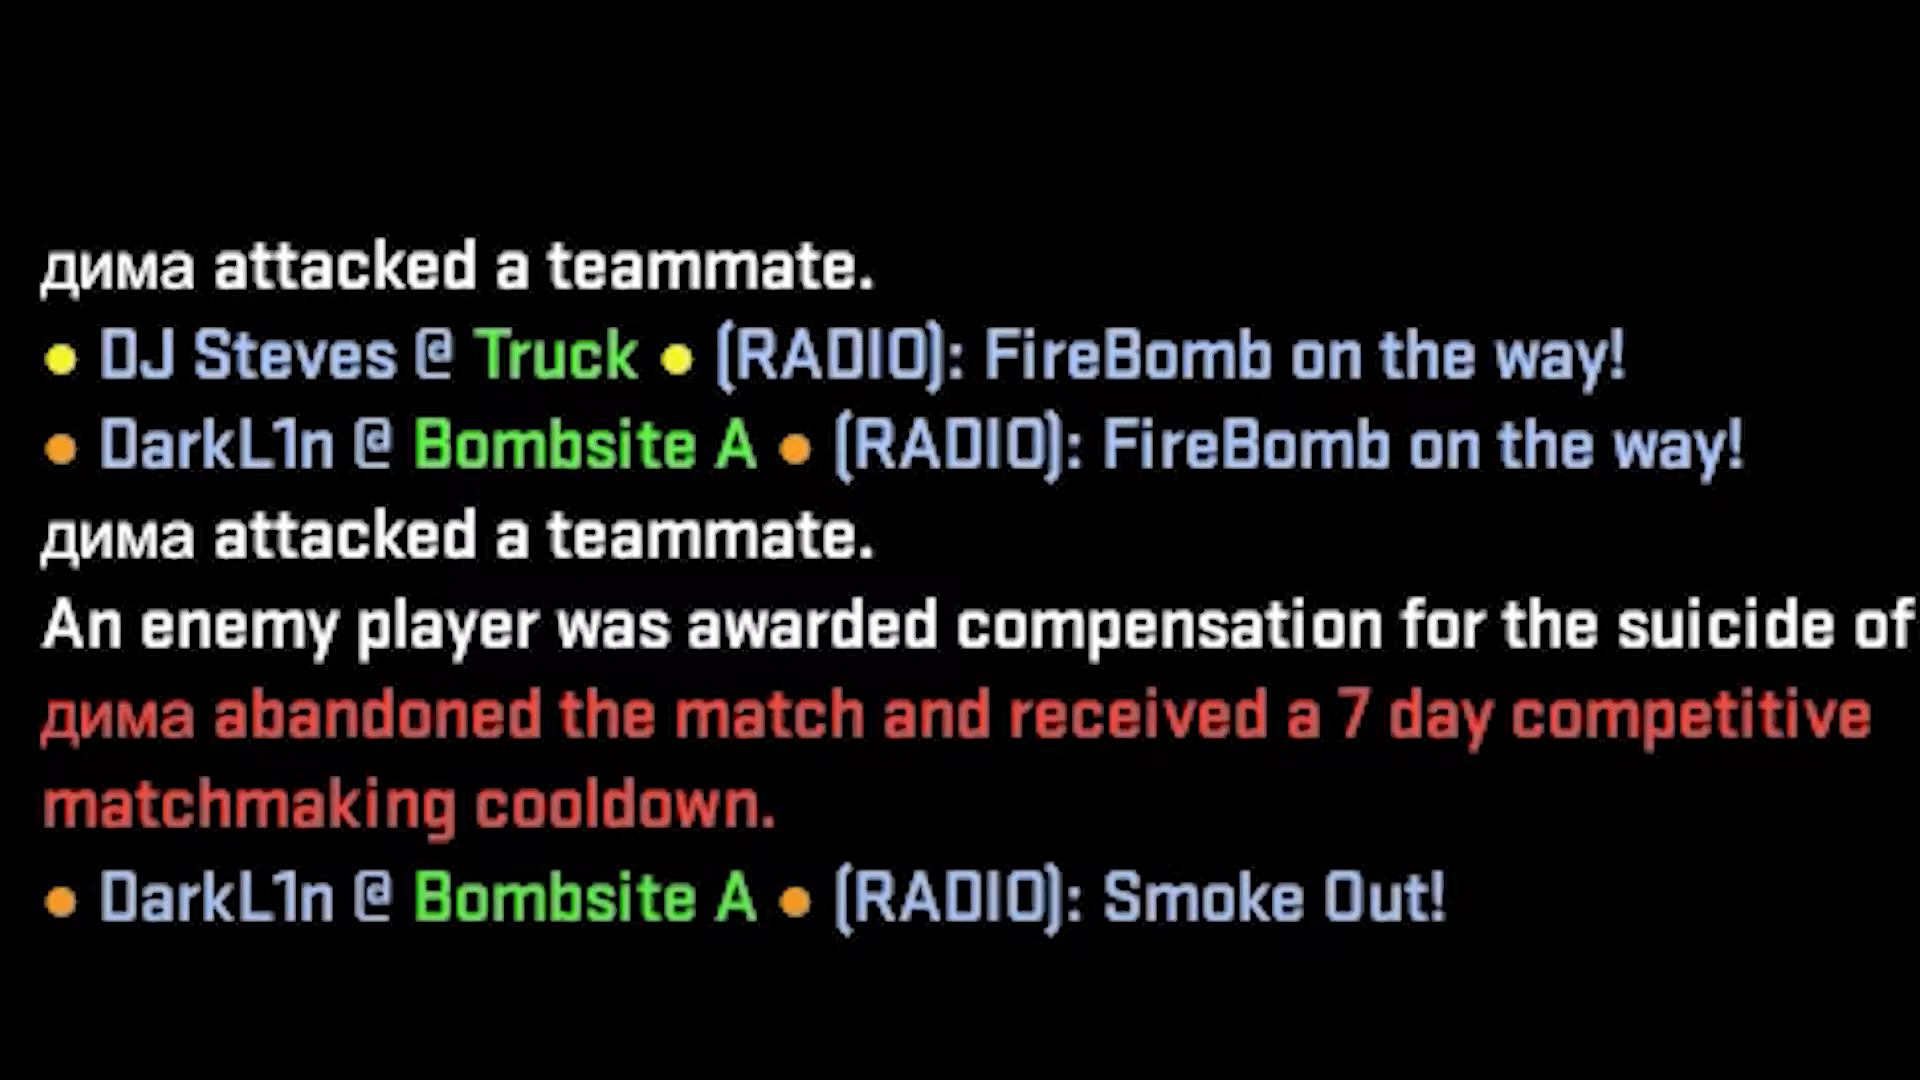 дима attacked a teammate.
● DJ Steves @ Truck ● (RADIO): FireBomb on the way!
● DarkL1n @ Bombsite A ● (RADIO): FireBomb on the way!
дима attacked a teammate.
An enemy player was awarded compensation for the suicide of
дима abandoned the match and received a 7 day competitive
matchmaking cooldown.
● DarkL1n @ Bombsite A ● (RADIO): Smoke Out!